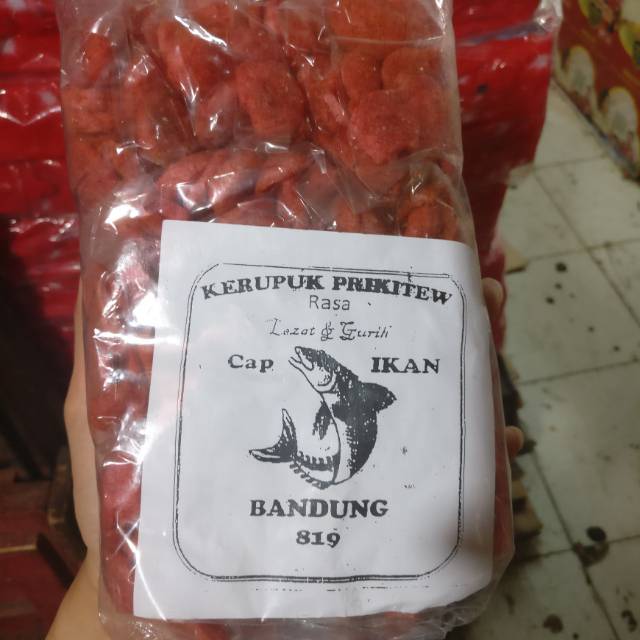 KERUPUK PRIKITEW
Rasa
Lezat & Gurih
Cap IKAN
BANDUNG
819